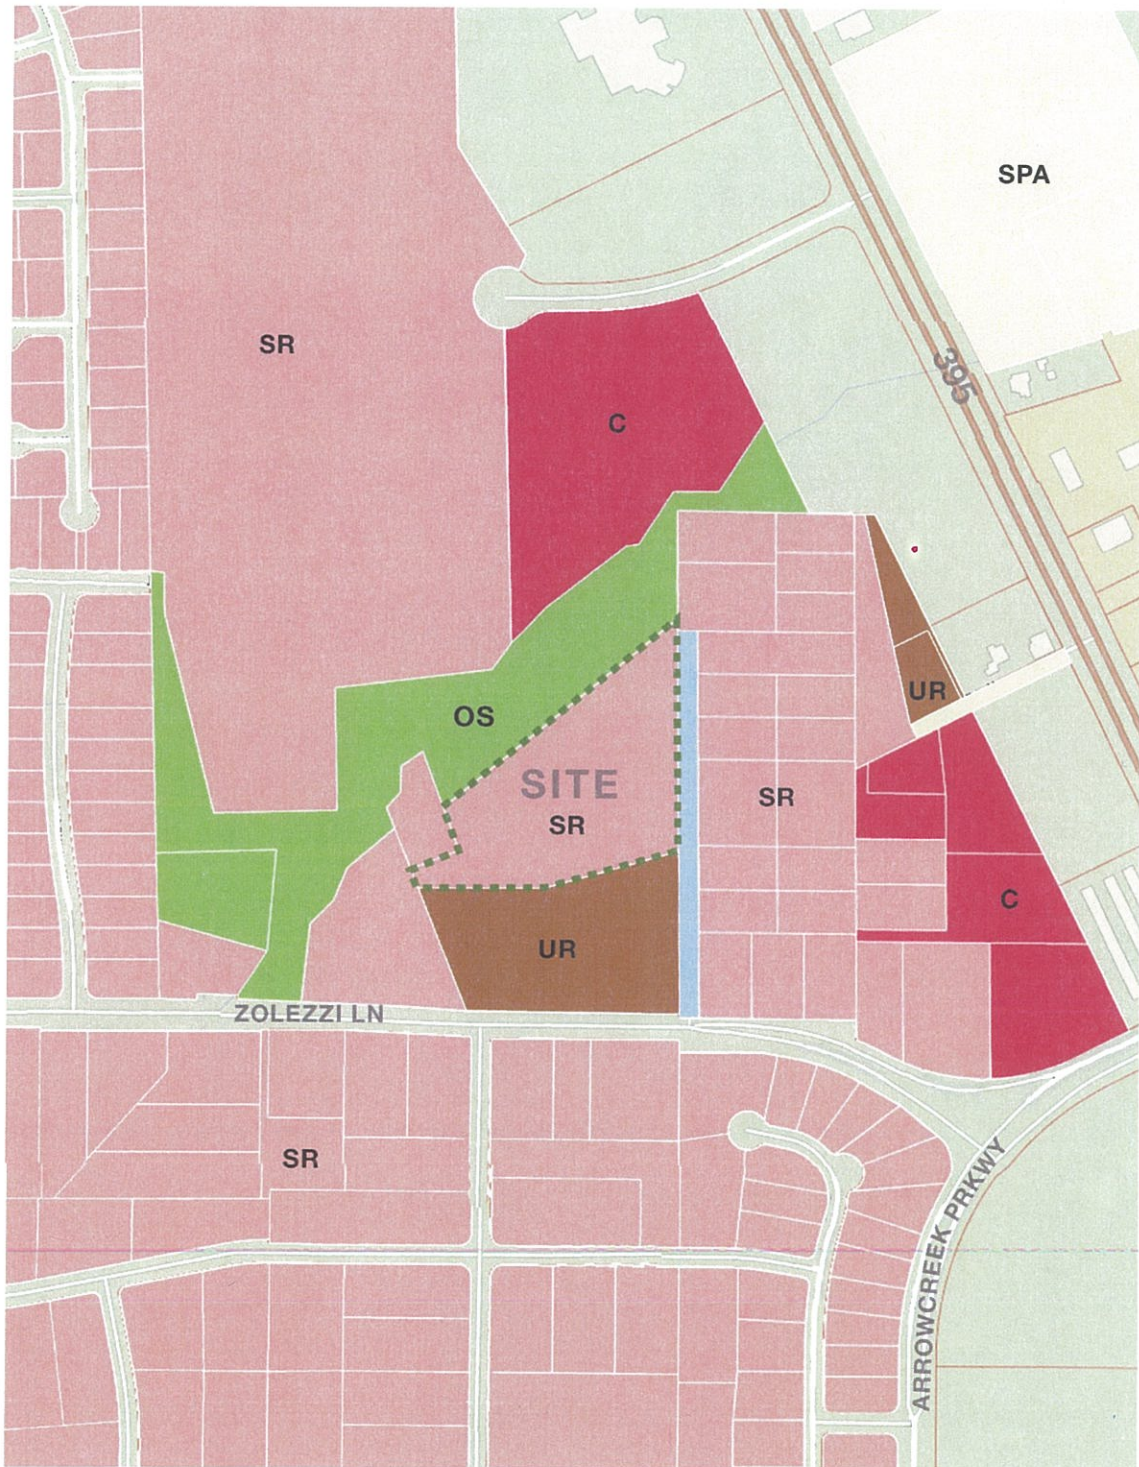 SPA
SR
395
C
UR
OS
SITE
SR
SR
C
UR
ZOLEZZI LN
SR
ARROWCREEK PRKWY